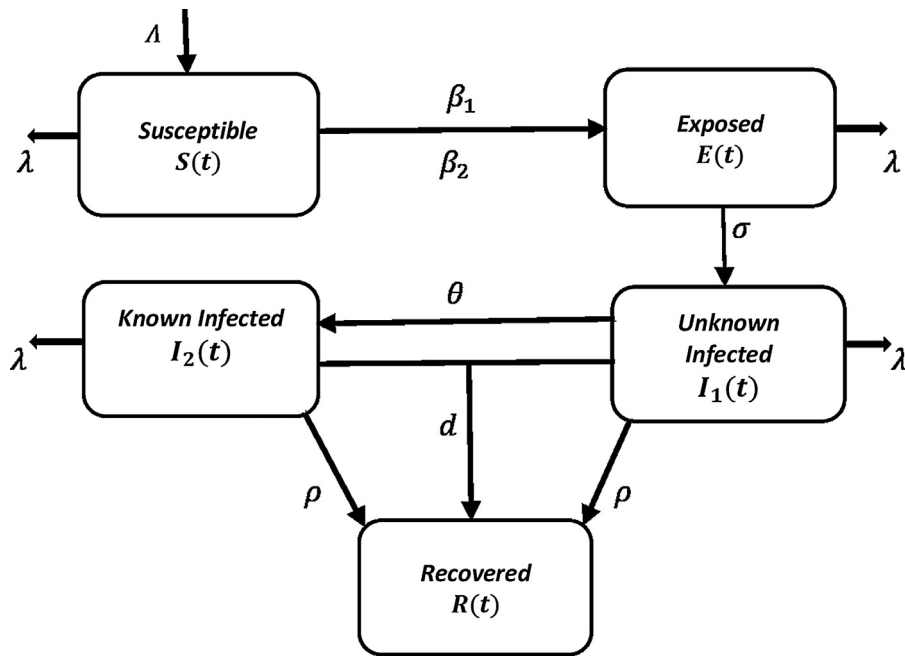 Λ
Susceptible
S(t)
λ
β₁
β₂
Exposed
E(t)
λ
σ
Known Infected
I₂(t)
λ
θ
Unknown
Infected
I₁(t)
λ
d
ρ
ρ
Recovered
R(t)